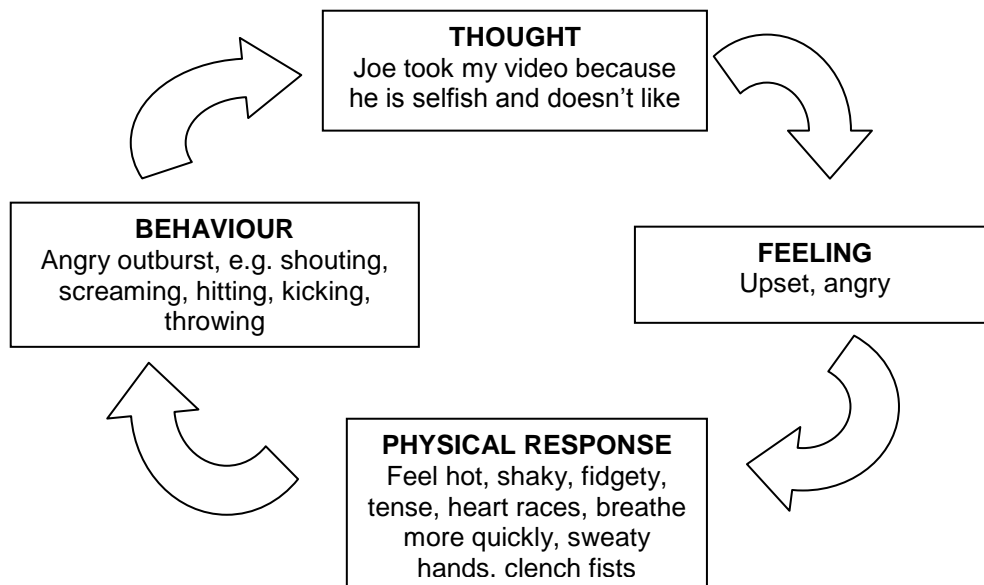 THOUGHT
Joe took my video because
he is selfish and doesn’t like
FEELING
Upset, angry
PHYSICAL RESPONSE
Feel hot, shaky, fidgety,
tense, heart races, breathe
more quickly, sweaty
hands, clench fists
BEHAVIOUR
Angry outburst, e.g. shouting,
screaming, hitting, kicking,
throwing